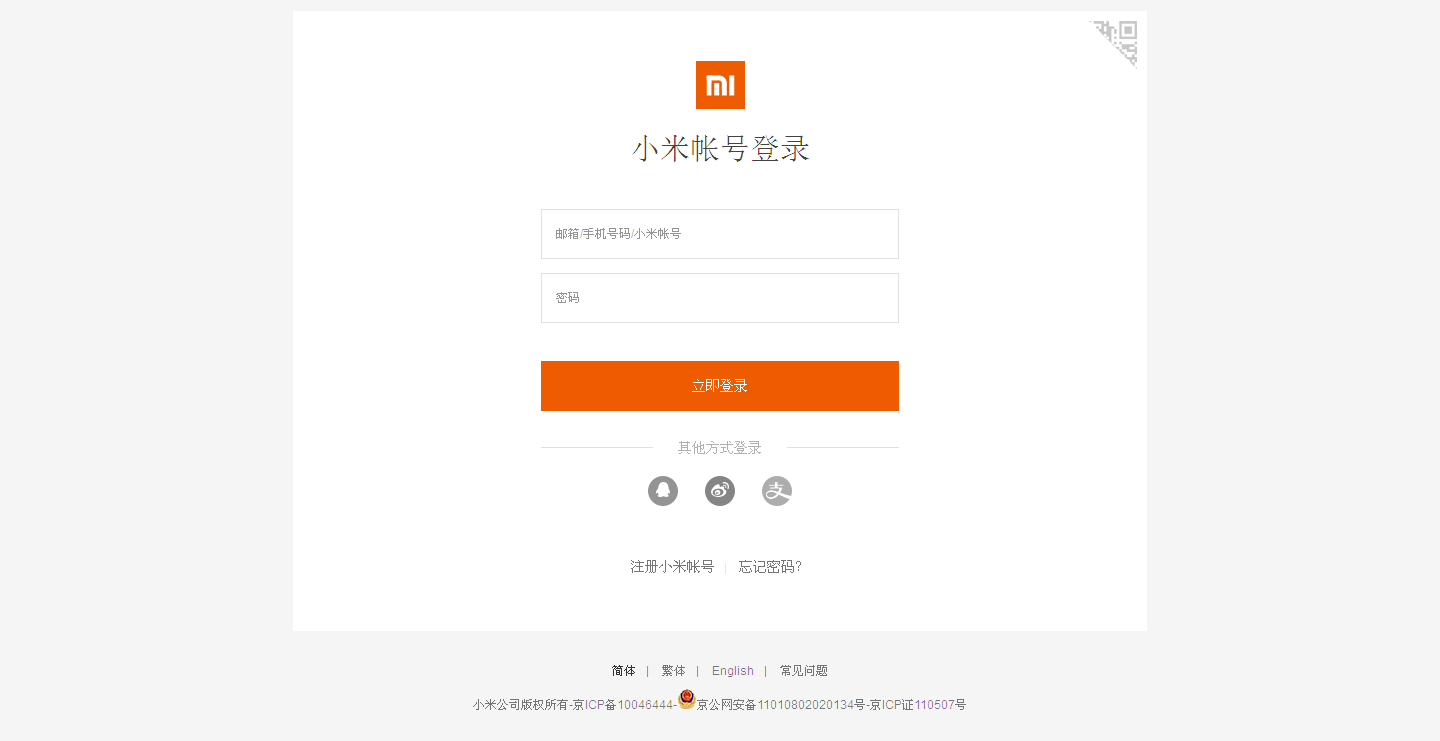 小米帐号登录
邮箱/手机号码/小米帐号
密码
立即登录
其他方式登录
注册小米帐号 | 忘记密码?
简体 | 繁体 | English | 常见问题
小米公司版权所有-京ICP备10046444-京公网安备11010802020134号-京ICP证110507号